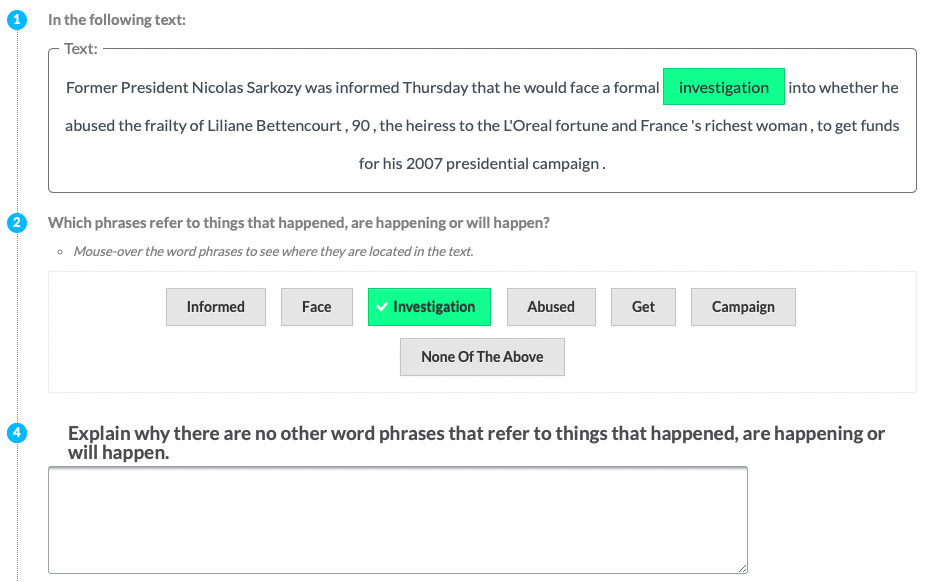 1 In the following text:
Text:
Former President Nicolas Sarkozy was informed Thursday that he would face a formal investigation into whether he
abused the frailty of Liliane Bettencourt , 90 , the heiress to the L'Oreal fortune and France 's richest woman , to get funds
for his 2007 presidential campaign .
2 Which phrases refer to things that happened, are happening or will happen?
Mouse-over the word phrases to see where they are located in the text.
Informed Face Investigation Abused Get Campaign
None Of The Above
4 Explain why there are no other word phrases that refer to things that happened, are happening or
will happen.